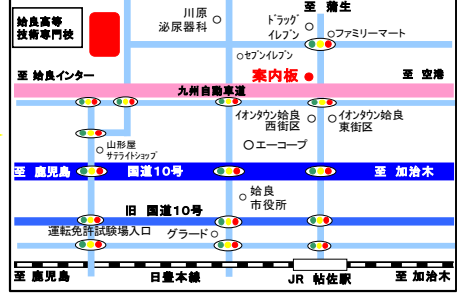 至 蒲生
姶良高等
技術専門校
川原
泌尿器科
ドラッグ
イレブン
ファミリーマート
セブンイレブン
至 姶良インター
案内板
至 空港
九州自動車道
イオンタウン姶良
西街区
イオンタウン姶良
東街区
山形屋
サテライトショップ
エーコープ
至 鹿児島
国道10号
至 加治木
姶良
市役所
旧 国道10号
運転免許試験場入口
グラード
至 鹿児島
日豊本線
JR 帖佐駅
至 加治木